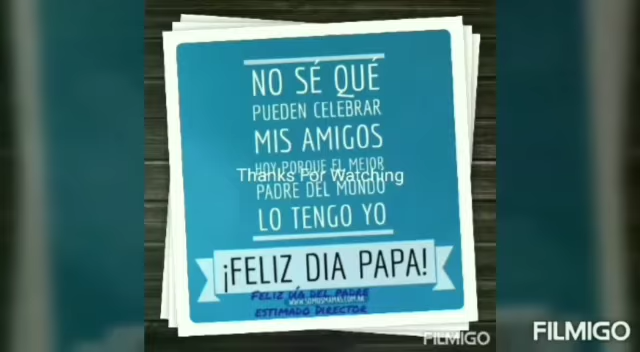 NO SÉ QUÉ
PUEDEN CELEBRAR
MIS AMIGOS
HOY PORQUE EL MEJOR
Thanks For Watching
PADRE DEL MUNDO
LO TENGO YO
¡FELIZ DIA PAPA!
FELIZ DÍA DEL PADRE
ESTIMADO DIRECTOR
FILMIGO
FILMIGO